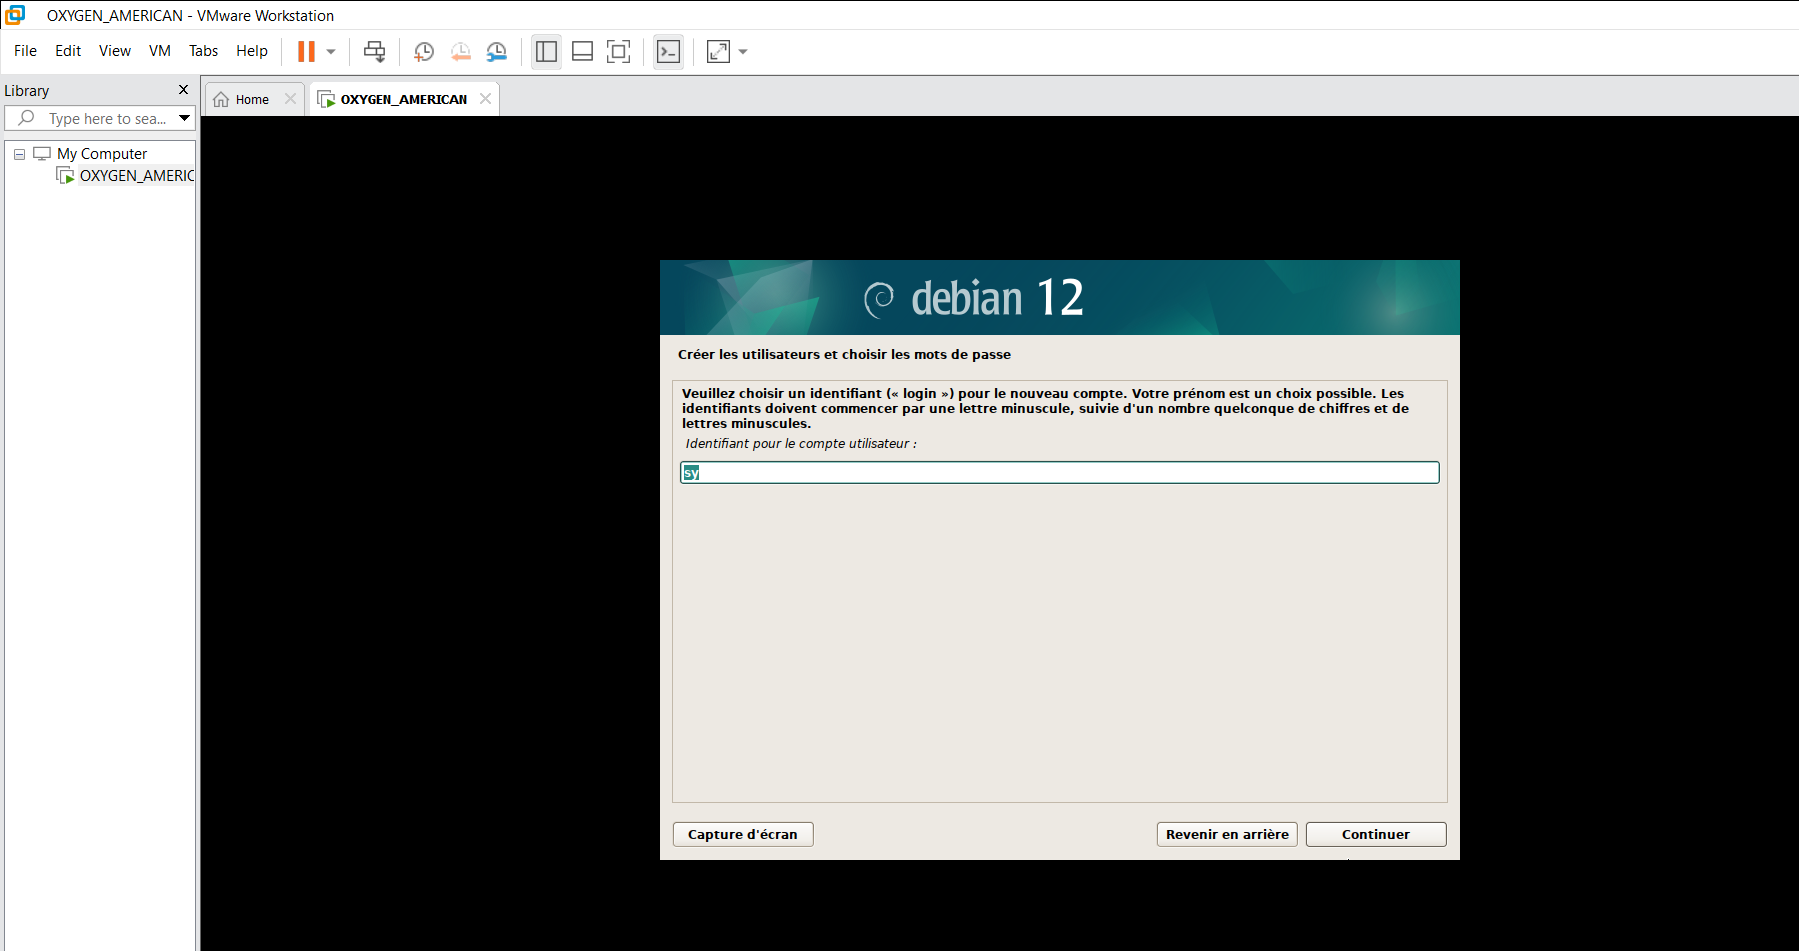 OXYGEN_AMERICAN - VMware Workstation
File Edit View VM Tabs Help
Library
Type here to sea...
My Computer
OXYGEN_AMERIC
Home
OXYGEN_AMERICAN
debian 12
Créer les utilisateurs et choisir les mots de passe
Veuillez choisir un identifiant (« login ») pour le nouveau compte. Votre prénom est un choix possible. Les
identifiants doivent commencer par une lettre minuscule, suivie d'un nombre quelconque de chiffres et de
lettres minuscules.
Identifiant pour le compte utilisateur :
sy
Capture d'écran
Revenir en arrière
Continuer